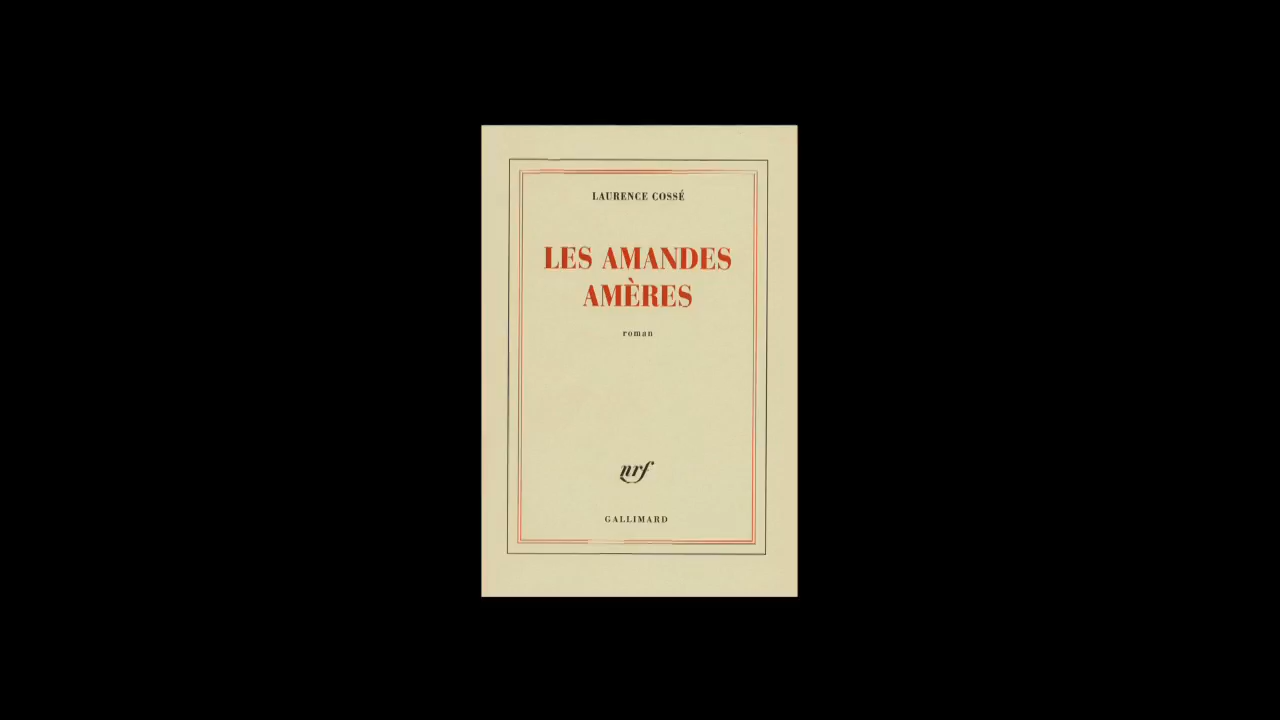 LAURENCE COSSÉ
LES AMANDES
AMÈRES
roman
nrf
GALLIMARD